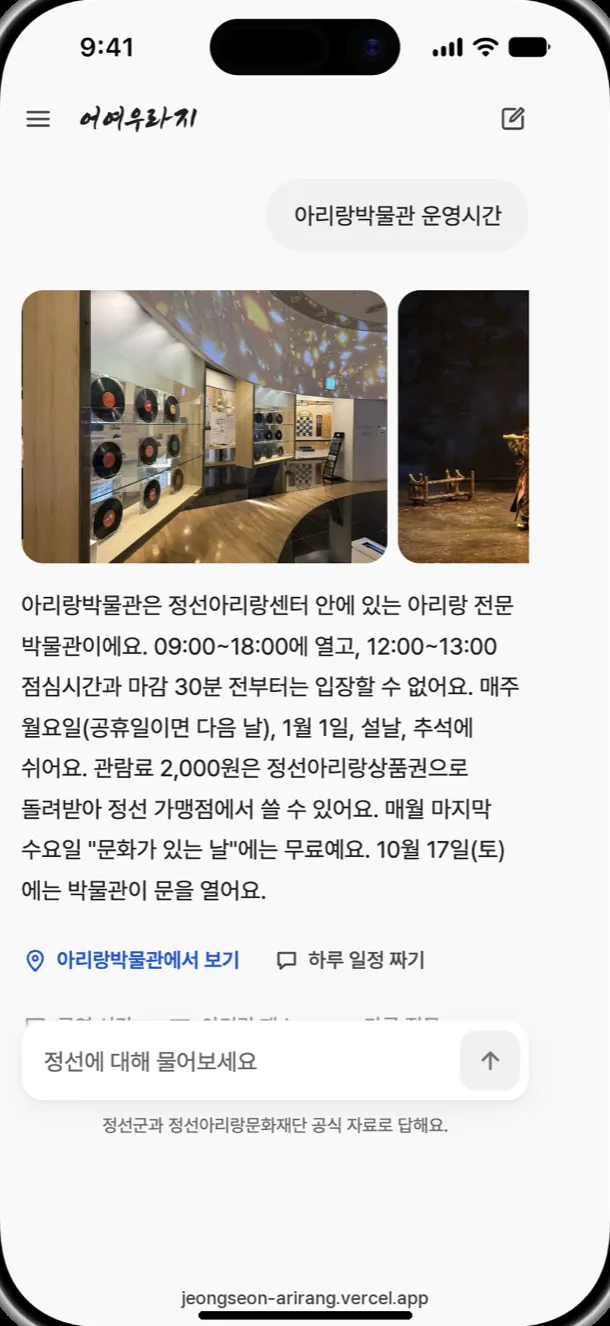 9:41
어여우라지
아리랑박물관 운영시간
아리랑박물관은 정선아리랑센터 안에 있는 아리랑 전문
박물관이에요. 09:00~18:00에 열고, 12:00~13:00
점심시간과 마감 30분 전부터는 입장할 수 없어요. 매주
월요일(공휴일이면 다음 날), 1월 1일, 설날, 추석에
쉬어요. 관람료 2,000원은 정선아리랑상품권으로
돌려받아 정선 가맹점에서 쓸 수 있어요. 매월 마지막
수요일 "문화가 있는 날"에는 무료예요. 10월 17일(토)
에는 박물관이 문을 열어요.
아리랑박물관에서 보기 하루 일정 짜기
정선에 대해 물어보세요
정선군과 정선아리랑문화재단 공식 자료로 답해요.
jeongseon-arirang.vercel.app